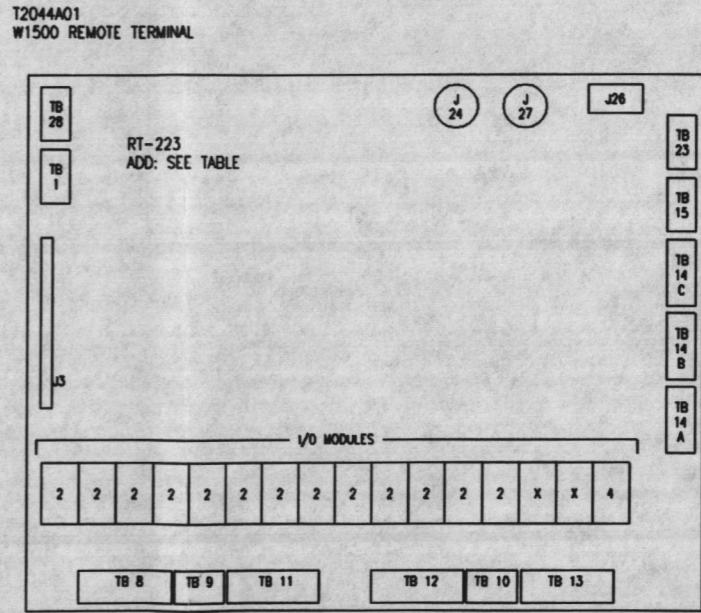 T2044A01
W1500 REMOTE TERMINAL
TB
28
J
24
J
27
J26
RT-223
ADD: SEE TABLE
TB
23
TB
1
TB
15
TB
14
C
TB
14
B
J3
TB
14
A
I/O MODULES
2 2 2 2 2 2 2 2 2 2 2 2 2 X X 4
TB 8 TB 9 TB 11 TB 12 TB 10 TB 13